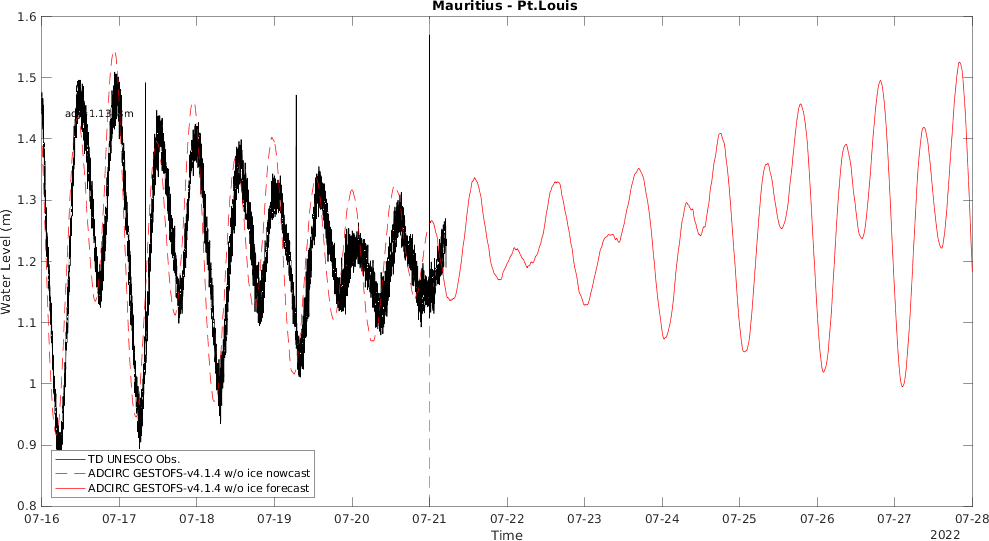 Mauritius - Pt.Louis
Water Level (m)
1.6
1.5
1.4
1.3
1.2
1.1
1
0.9
0.8
TD UNESCO Obs.
ADCIRC GESTOFS-v4.1.4 w/o ice nowcast
ADCIRC GESTOFS-v4.1.4 w/o ice forecast
07-16 07-17 07-18 07-19 07-20 07-21 07-22 07-23 07-24 07-25 07-26 07-27 07-28
Time
2022